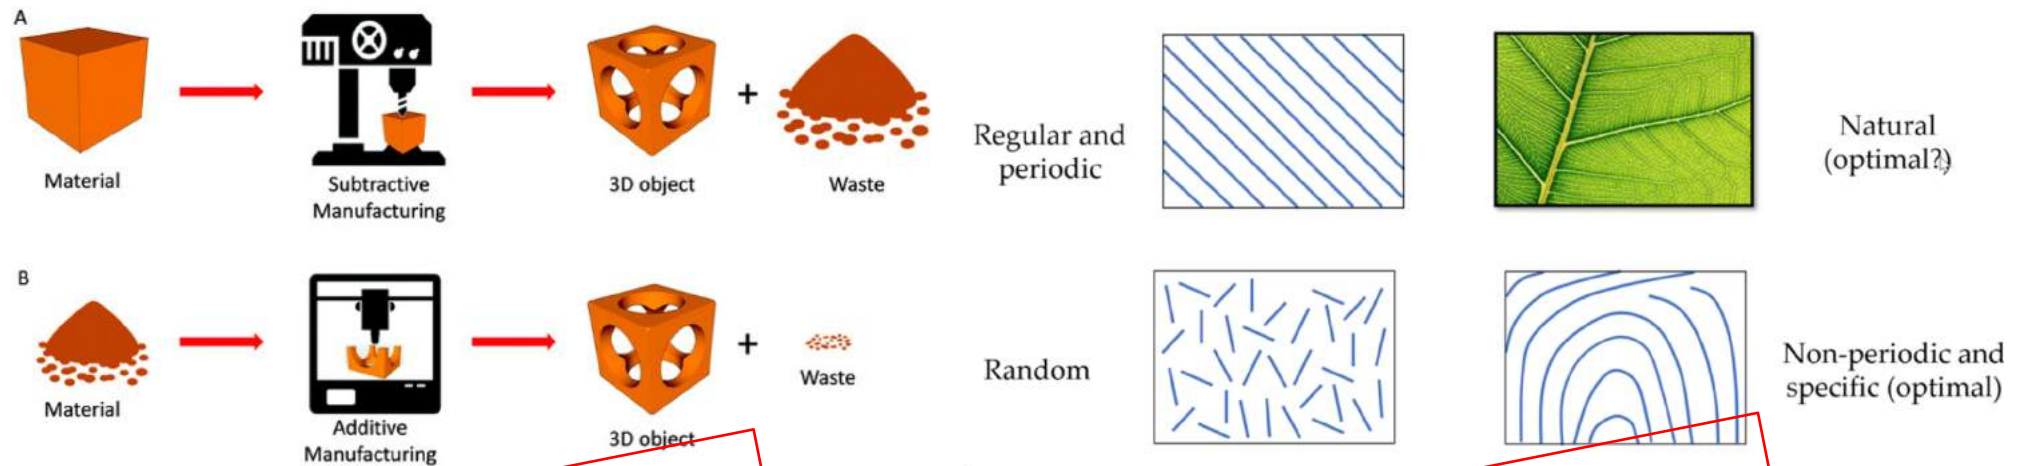 A
Material
Subtractive
Manufacturing
3D object
+
Waste
Regular and
periodic
Natural
(optimal?)
B
Material
Additive
Manufacturing
3D object
+
Waste
Random
Non-periodic and
specific (optimal)